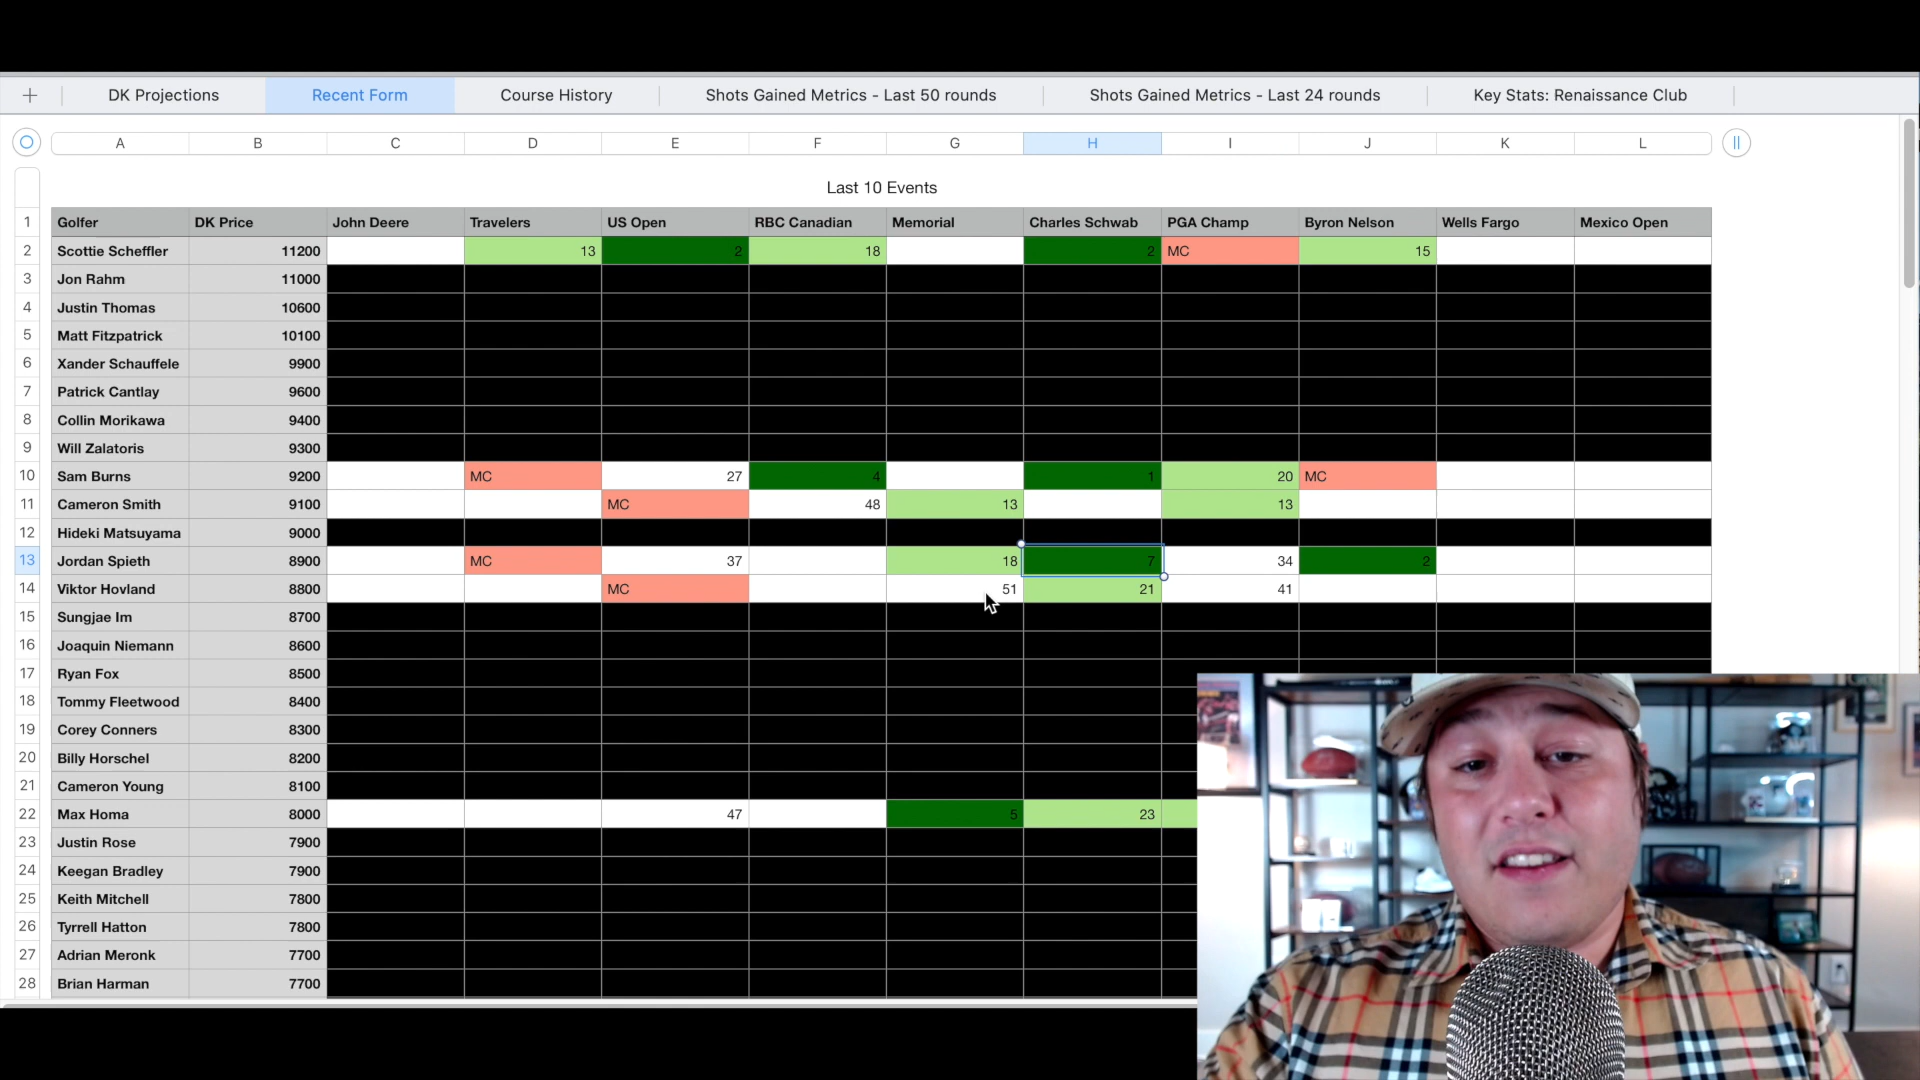 DK Projections Recent Form Course History Shots Gained Metrics - Last 50 rounds Shots Gained Metrics - Last 24 rounds Key Stats: Renaissance Club
A B C D E F G H I J K L
Last 10 Events
1 Golfer DK Price John Deere Travelers US Open RBC Canadian Memorial Charles Schwab PGA Champ Byron Nelson Wells Fargo Mexico Open
2 Scottie Scheffler 11200 13 2 18 2 MC 15
3 Jon Rahm 11000
4 Justin Thomas 10600
5 Matt Fitzpatrick 10100
6 Xander Schauffele 9900
7 Patrick Cantlay 9600
8 Collin Morikawa 9400
9 Will Zalatoris 9300
10 Sam Burns 9200 MC 27 4 1 20 MC
11 Cameron Smith 9100 MC 48 13 13
12 Hideki Matsuyama 9000
13 Jordan Spieth 8900 MC 37 18 7 34 2
14 Viktor Hovland 8800 MC 51 21 41
15 Sungjae Im 8700
16 Joaquin Niemann 8600
17 Ryan Fox 8500
18 Tommy Fleetwood 8400
19 Corey Conners 8300
20 Billy Horschel 8200
21 Cameron Young 8100
22 Max Homa 8000 47 5 23
23 Justin Rose 7900
24 Keegan Bradley 7900
25 Keith Mitchell 7800
26 Tyrrell Hatton 7800
27 Adrian Meronk 7700
28 Brian Harman 7700